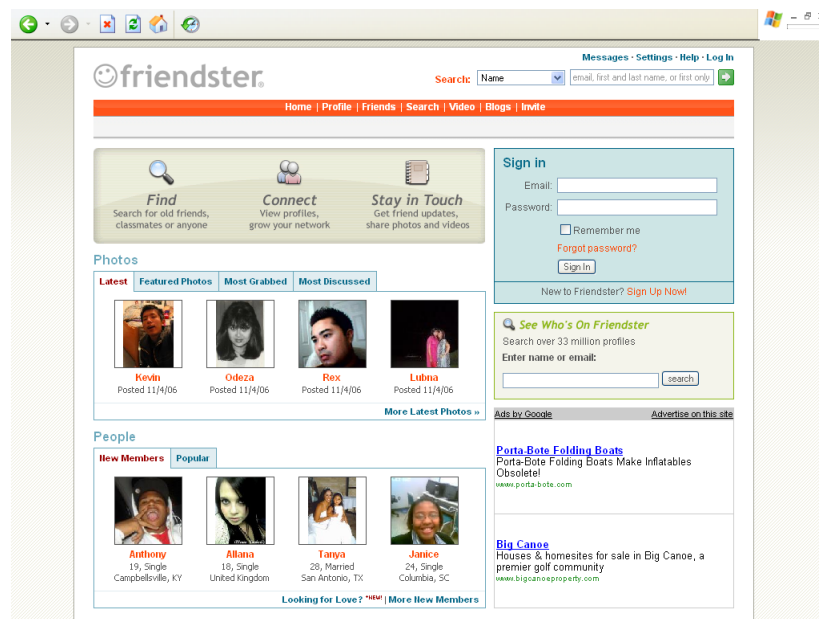 Messages · Settings · Help · Log In
friendster.
Search: Name email, first and last name, or first only
Home | Profile | Friends | Search | Video | Blogs | Invite
Find
Search for old friends,
classmates or anyone
Connect
View profiles,
grow your network
Stay in Touch
Get friend updates,
share photos and videos
Sign in
Email:
Password:
Remember me
Forgot password?
Sign In
New to Friendster? Sign Up Now!
Photos
Latest Featured Photos Most Grabbed Most Discussed
Kevin
Posted 11/4/06
Odeza
Posted 11/4/06
Rex
Posted 11/4/06
Lubna
Posted 11/4/06
More Latest Photos »
See Who's On Friendster
Search over 33 million profiles
Enter name or email:
search
People
New Members Popular
Anthony
19, Single
Campbellsville, KY
Allana
18, Single
United Kingdom
Tanya
28, Married
San Antonio, TX
Janice
24, Single
Columbia, SC
Looking for Love? *NEW! | More New Members
Ads by Google Advertise on this site
Porta-Bote Folding Boats
Porta-Bote Folding Boats Make Inflatables
Obsolete!
www.porta-bote.com
Big Canoe
Houses & homesites for sale in Big Canoe, a
premier golf community
www.bigcanoeproperty.com